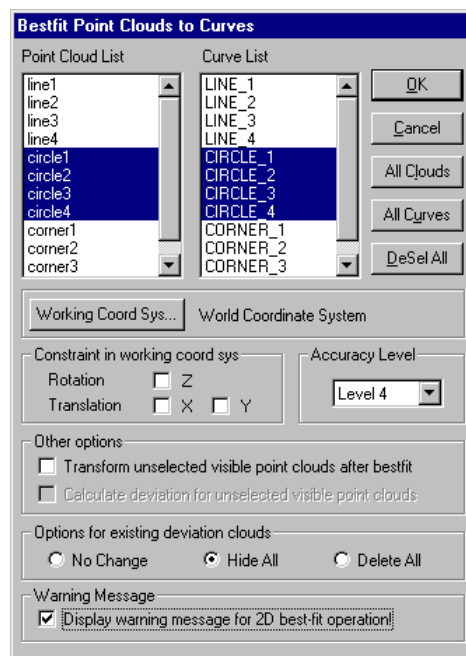 Bestfit Point Clouds to Curves
Point Cloud List
line1
line2
line3
line4
circle1
circle2
circle3
circle4
corner1
corner2
corner3
Curve List
LINE_1
LINE_2
LINE_3
LINE_4
CIRCLE_1
CIRCLE_2
CIRCLE_3
CIRCLE_4
CORNER_1
CORNER_2
CORNER_3
OK
Cancel
All Clouds
All Curves
DeSel All
Working Coord Sys... World Coordinate System
Constraint in working coord sys
Rotation Z
Translation X Y
Accuracy Level
Level 4
Other options
Transform unselected visible point clouds after bestfit
Calculate deviation for unselected visible point clouds
Options for existing deviation clouds
No Change Hide All Delete All
Warning Message
Display warning message for 2D best-fit operation!